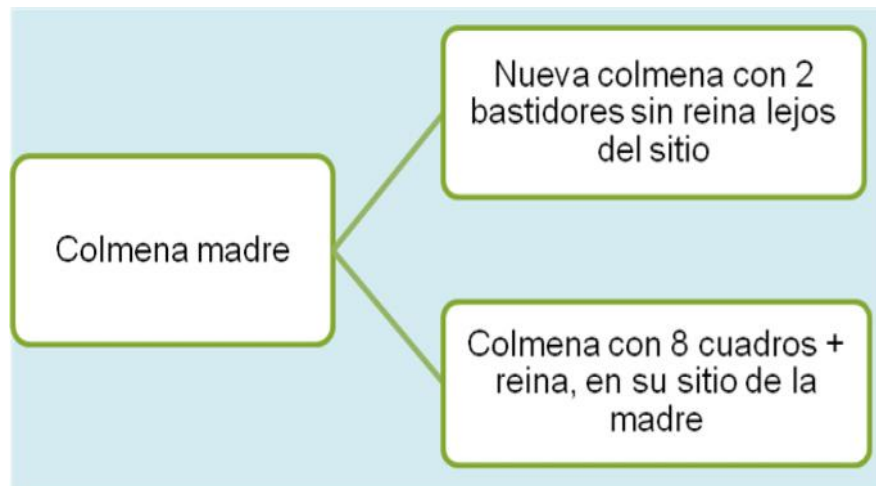 Nueva colmena con 2
bastidores sin reina lejos
del sitio
Colmena madre
Colmena con 8 cuadros +
reina, en su sitio de la
madre